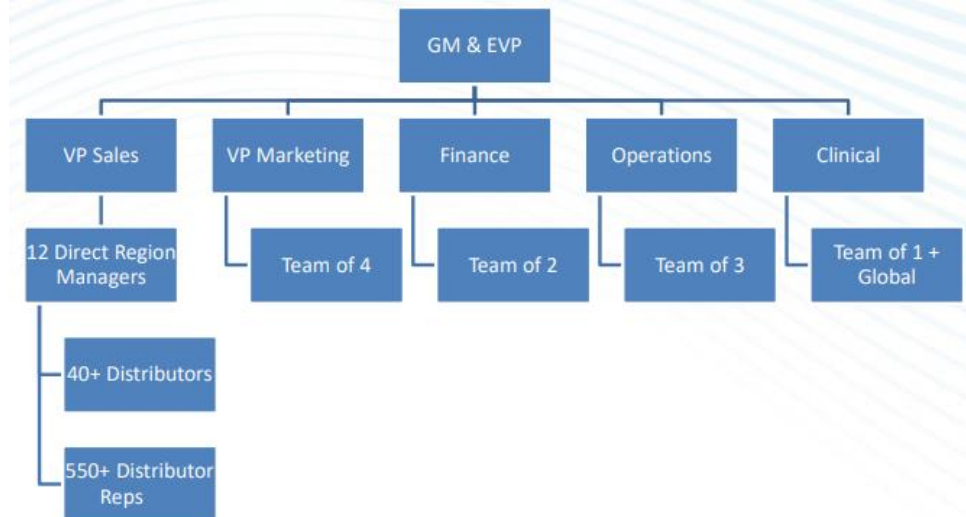 GM & EVP
VP Sales
VP Marketing
Finance
Operations
Clinical
12 Direct Region
Managers
Team of 4
Team of 2
Team of 3
Team of 1 +
Global
40+ Distributors
550+ Distributor
Reps